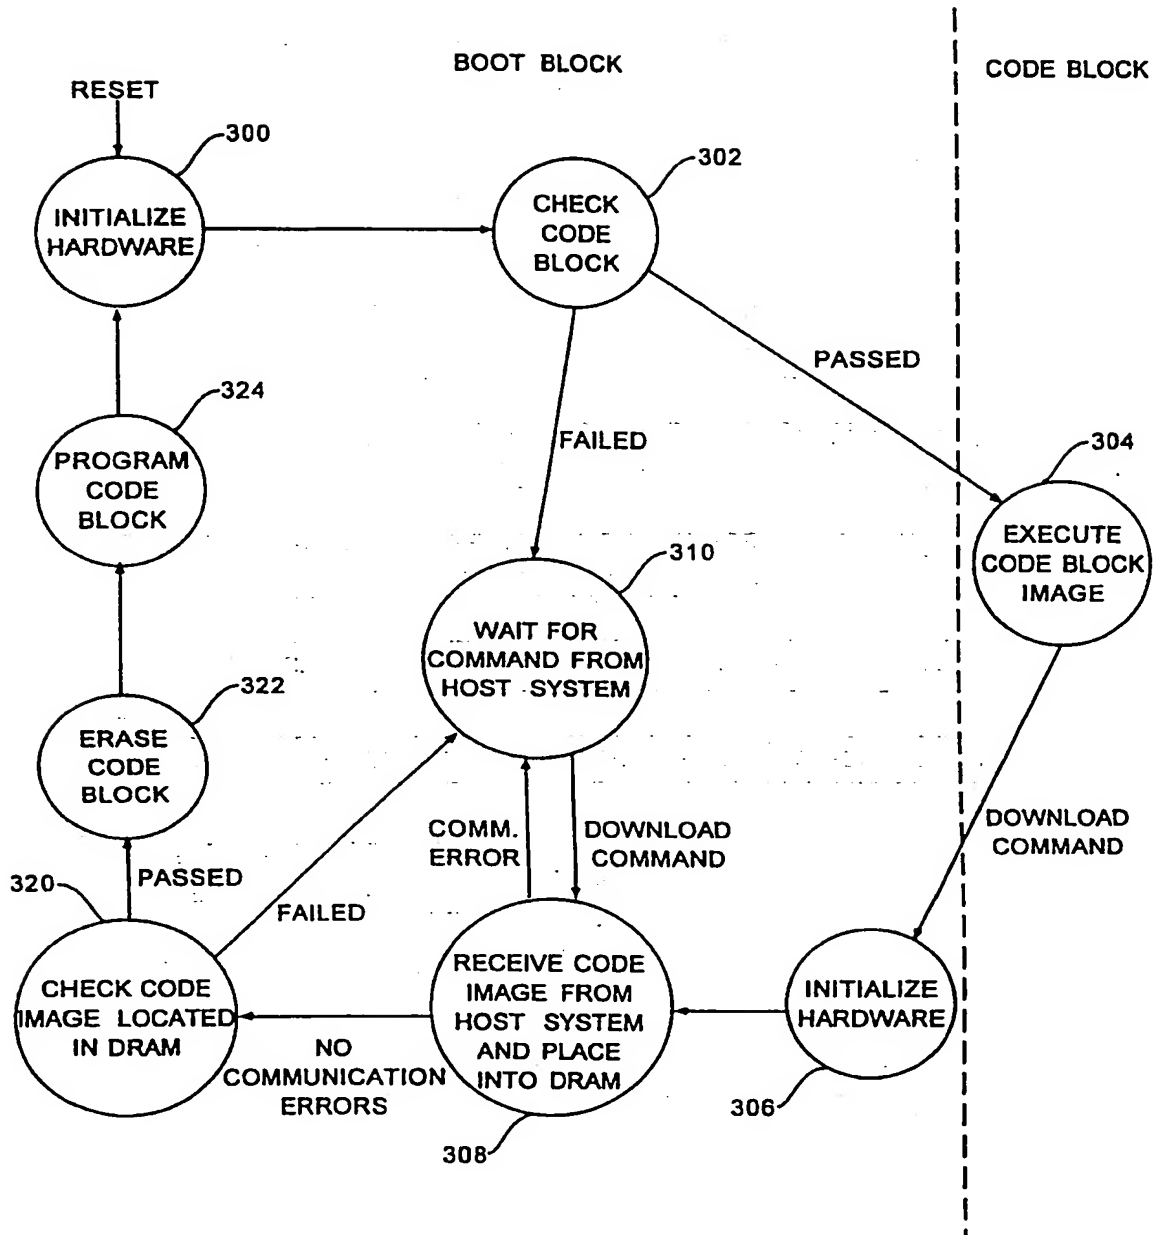 BOOT BLOCK
CODE BLOCK
RESET
300
INITIALIZE
HARDWARE
302
CHECK
CODE
BLOCK
PASSED
FAILED
324
PROGRAM
CODE
BLOCK
304
EXECUTE
CODE BLOCK
IMAGE
310
WAIT FOR
COMMAND FROM
HOST SYSTEM
322
ERASE
CODE
BLOCK
COMM.
ERROR
DOWNLOAD
COMMAND
DOWNLOAD
COMMAND
320
PASSED
FAILED
CHECK CODE
IMAGE LOCATED
IN DRAM
NO
COMMUNICATION
ERRORS
RECEIVE CODE
IMAGE FROM
HOST SYSTEM
AND PLACE
INTO DRAM
308
INITIALIZE
HARDWARE
306